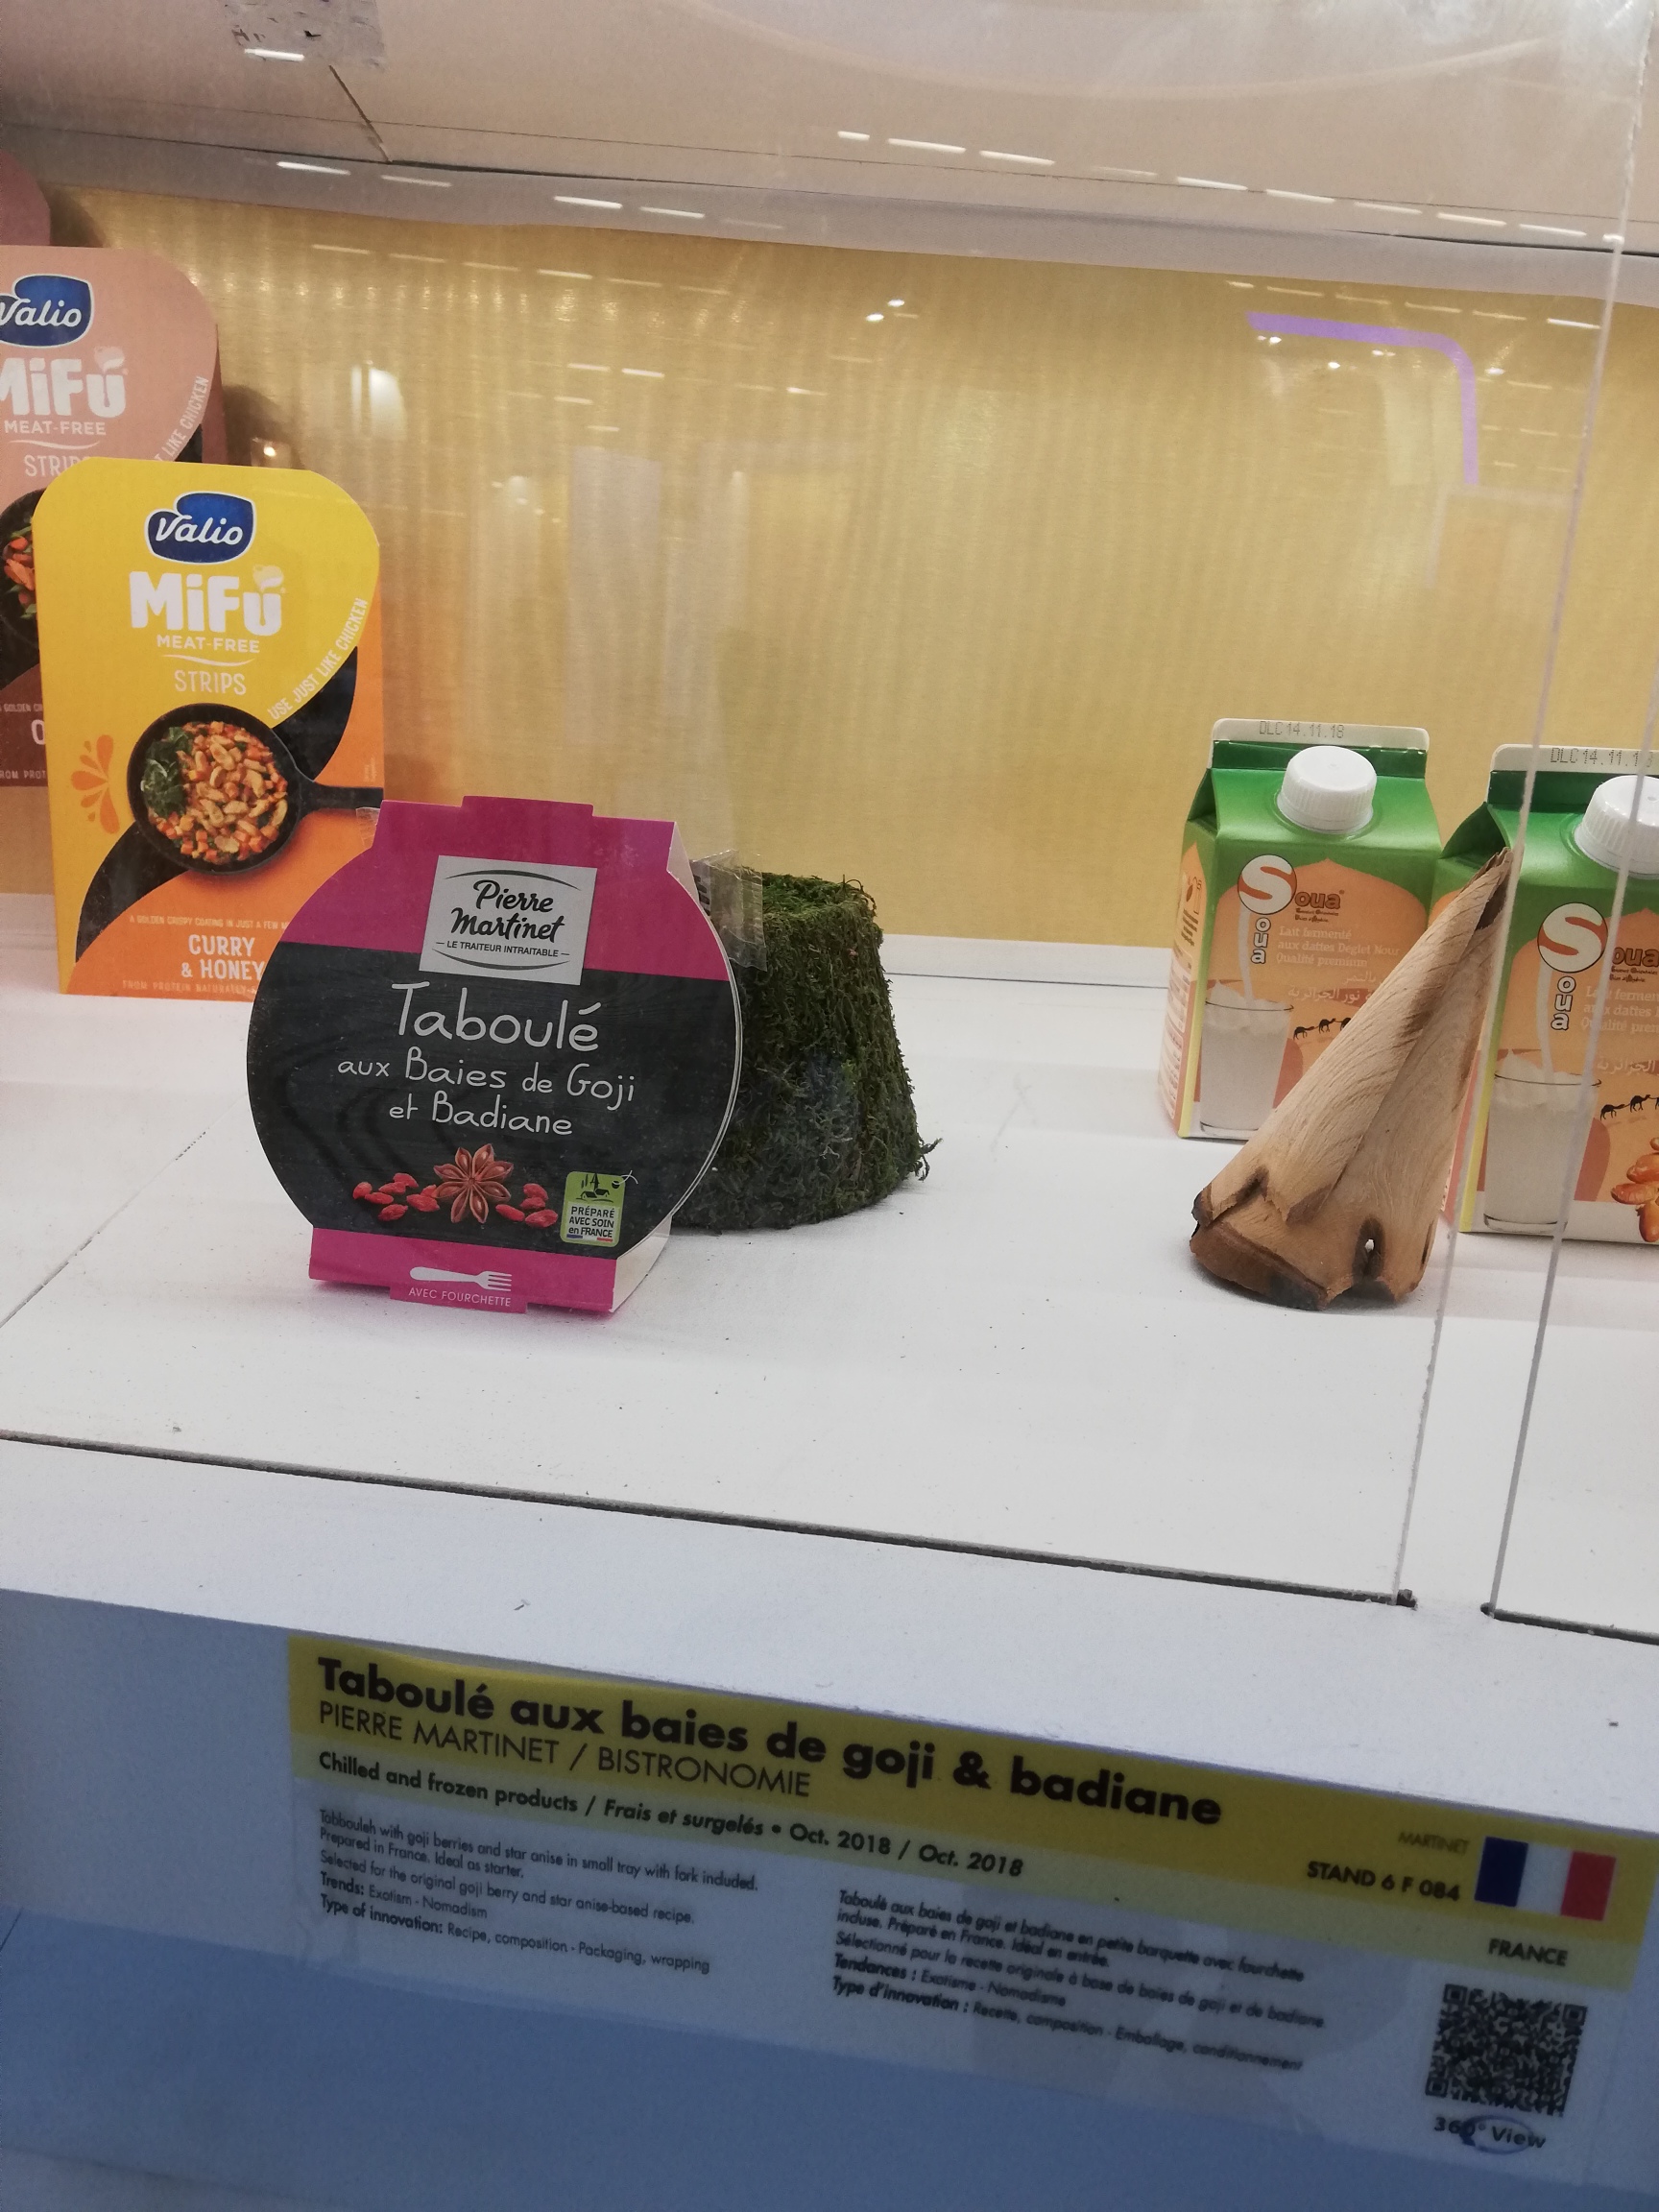 Valio
MiFU
MEAT-FREE
Valio
MiFU
MEAT-FREE
STRIPS
USE JUST LIKE CHICKEN
CURRY
& HONEY
Pierre
Martinet
LE TRAITEUR INTRAITABLE
Taboulé
aux Baies de Goji
et Badiane
PRÉPARÉ
AVEC SOIN
en FRANCE
AVEC FOURCHETTE
DLC 14.11.18
Soua
oua
Lait fermenté
aux dattes Deglet Nour
Qualité premium
DLC 14.11.1
Soua
oua
Taboulé aux baies de goji & badiane
PIERRE MARTINET / BISTRONOMIE
Chilled and frozen products / Frais et surgelés • Oct. 2018 / Oct. 2018
MARTINET
STAND 6 F 084
FRANCE
Tabbouleh with goji berries and star anise in small tray with fork included.
Prepared in France. Ideal as starter.
Selected for the original goji berry and star anise-based recipe.
Trends: Exotism - Nomadism
Type of innovation: Recipe, composition - Packaging, wrapping
Taboulé aux baies de goji et badiane en petite barquette avec fourchette
incluse. Préparé en France. Idéal en entrée.
Sélectionné pour la recette originale à base de baies de goji et de badiane.
Tendances : Exotisme - Nomadisme
Type d'innovation : Recette, composition - Emballage, conditionnement
360° View